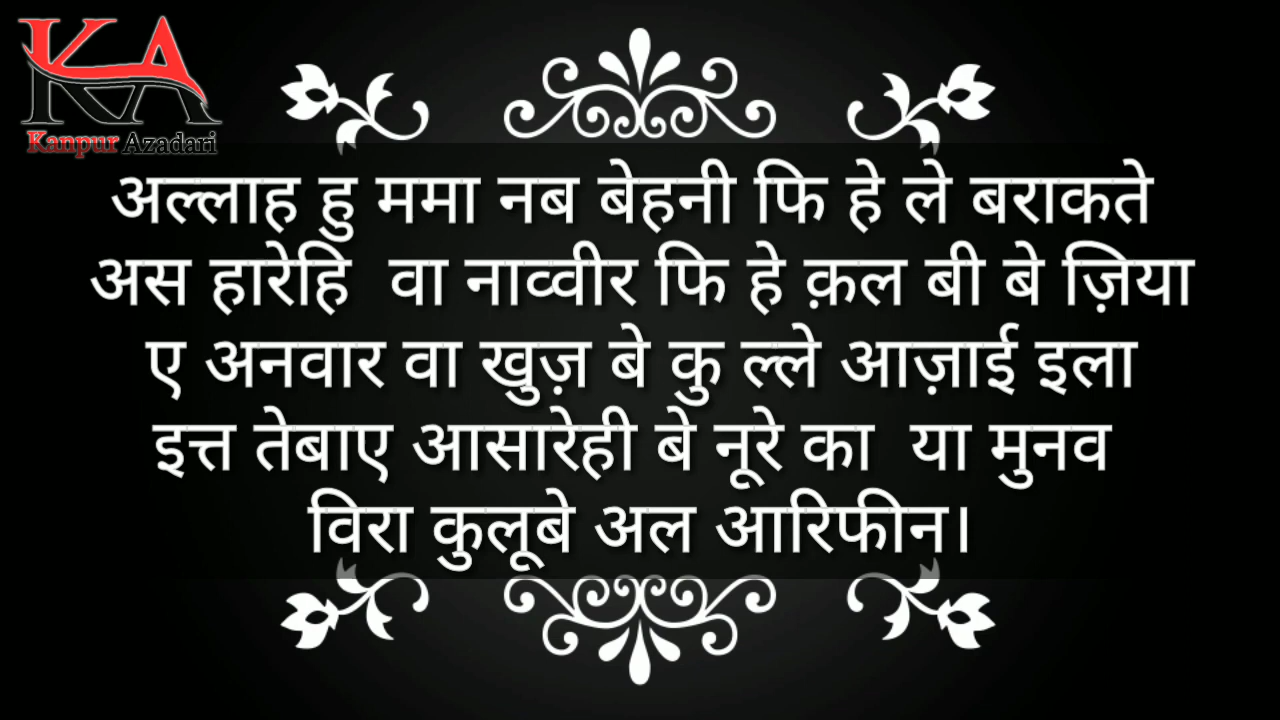 KA
Kanpur Azadari
अल्लाह हु ममा नब बेहनी फि हे ले बराकते
अस हारेहि वा नाव्वीर फि हे क़ल बी बे ज़िया
ए अनवार वा खुज़ बे कु ल्ले आज़ाई इला
इत्त तेबाए आसारेही बे नूरे का या मुनव
विरा कुलूबे अल आरिफीन।